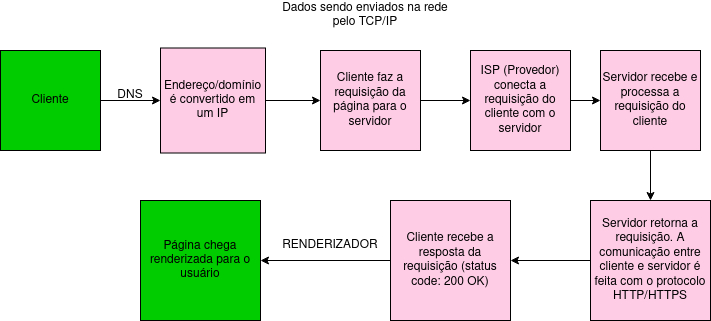 Dados sendo enviados na rede
pelo TCP/IP
Cliente
DNS
Endereço/domínio
é convertido em
um IP
Cliente faz a
requisição da
página para o
servidor
ISP (Provedor)
conecta a
requisição do
cliente com o
servidor
Servidor recebe e
processa a
requisição do
cliente
Servidor retorna a
requisição. A
comunicação entre
cliente e servidor é
feita com o protocolo
HTTP/HTTPS
Cliente recebe a
resposta da
requisição (status
code: 200 OK)
RENDERIZADOR
Página chega
renderizada para o
usuário